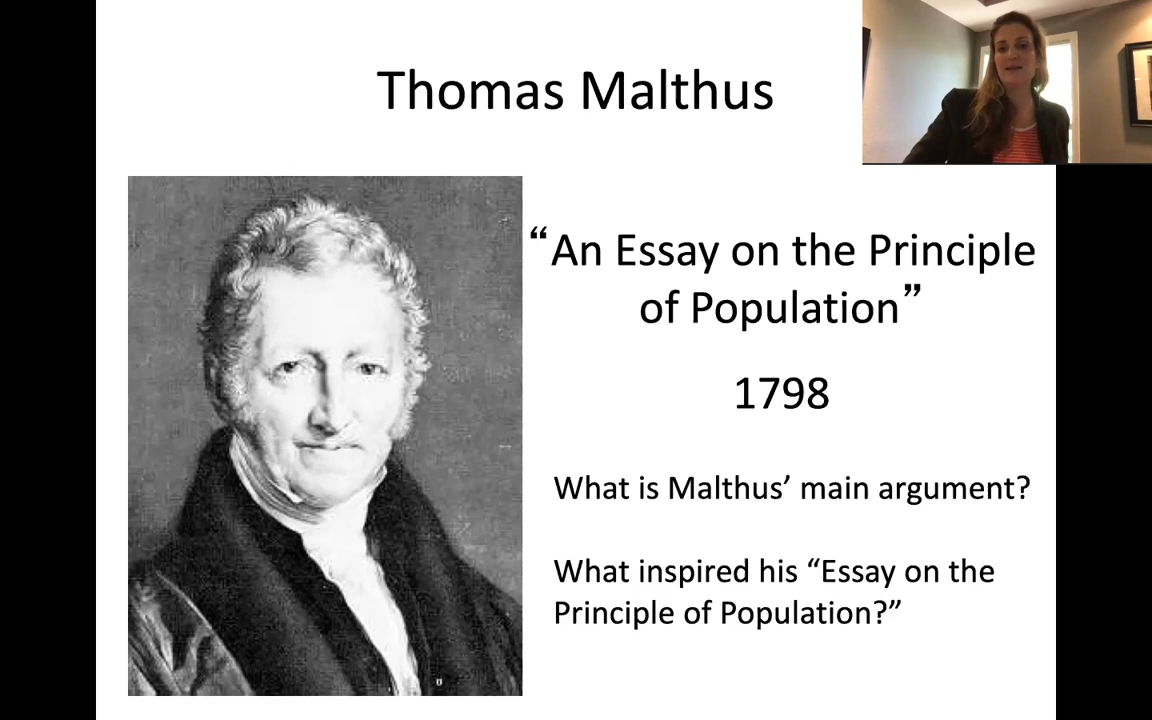 Thomas Malthus
“An Essay on the Principle
of Population”
1798
What is Malthus’ main argument?
What inspired his “Essay on the
Principle of Population?”